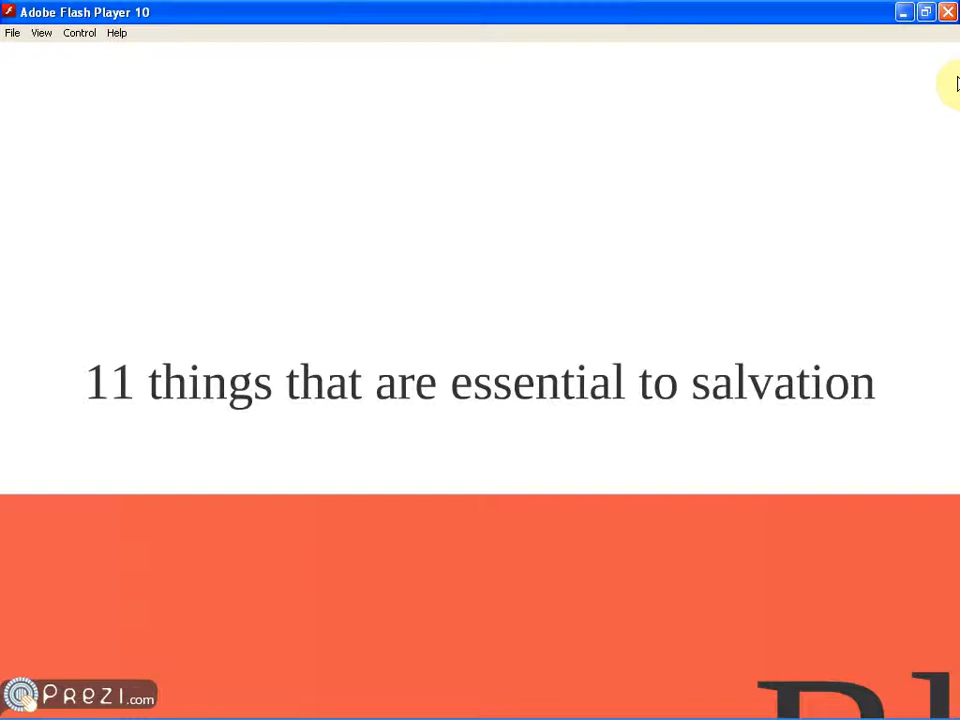 Adobe Flash Player 10
File View Control Help
11 things that are essential to salvation
PREZI.com